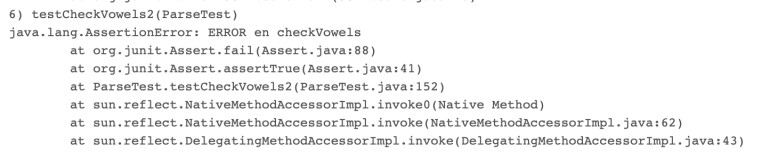 6) testCheckVowels2(ParseTest)
java.lang.AssertionError: ERROR en checkVowels
at org.junit.Assert.fail(Assert.java:88)
at org.junit.Assert.assertTrue(Assert.java:41)
at ParseTest.testCheckVowels2(ParseTest.java:152)
at sun.reflect.NativeMethodAccessorImpl.invoke0(Native Method)
at sun.reflect.NativeMethodAccessorImpl.invoke(NativeMethodAccessorImpl.java:62)
at sun.reflect.DelegatingMethodAccessorImpl.invoke(DelegatingMethodAccessorImpl.java:43)